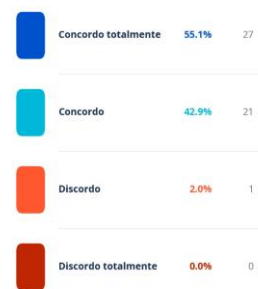 Concordo totalmente 55.1% 27
Concordo 42.9% 21
Discordo 2.0% 1
Discordo totalmente 0.0% 0